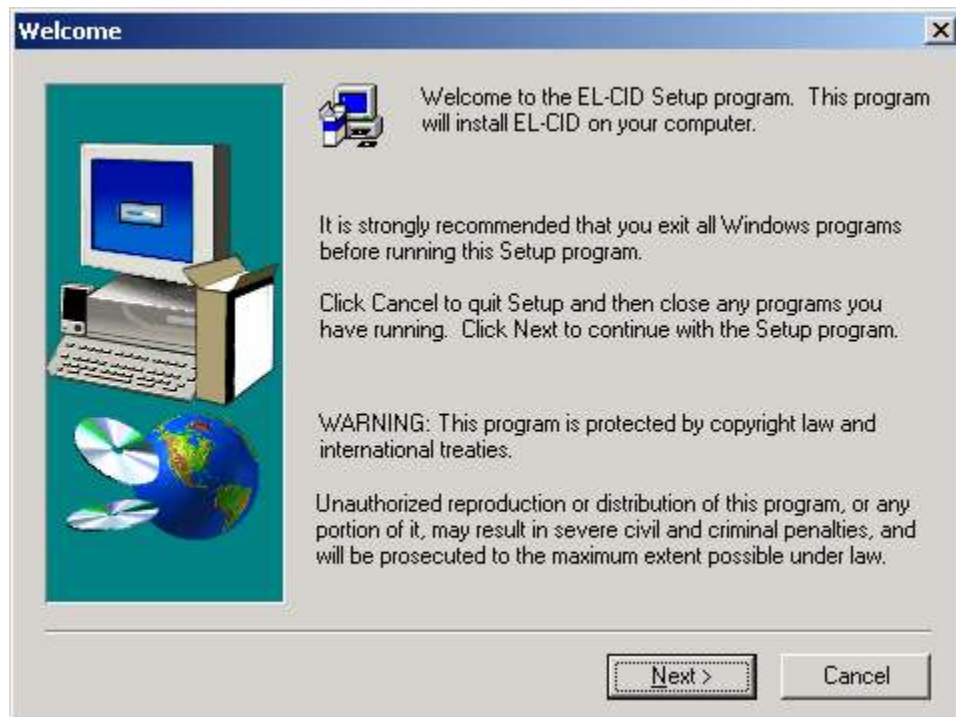 Welcome
Welcome to the EL-CID Setup program.  This program
will install EL-CID on your computer.
It is strongly recommended that you exit all Windows programs
before running this Setup program.
Click Cancel to quit Setup and then close any programs you
have running.  Click Next to continue with the Setup program.
WARNING: This program is protected by copyright law and
international treaties.
Unauthorized reproduction or distribution of this program, or any
portion of it, may result in severe civil and criminal penalties, and
will be prosecuted to the maximum extent possible under law.
Next > Cancel